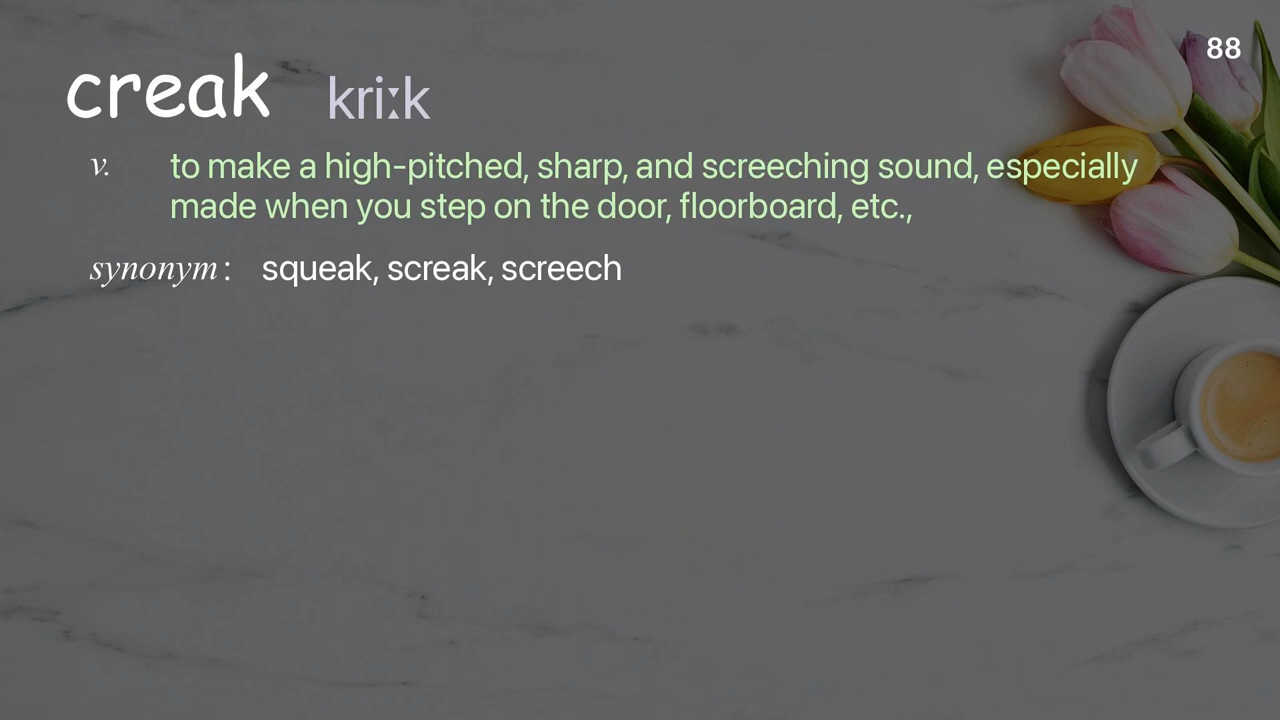 88
creak kriːk
v. to make a high-pitched, sharp, and screeching sound, especially
made when you step on the door, floorboard, etc.,
synonym : squeak, screak, screech